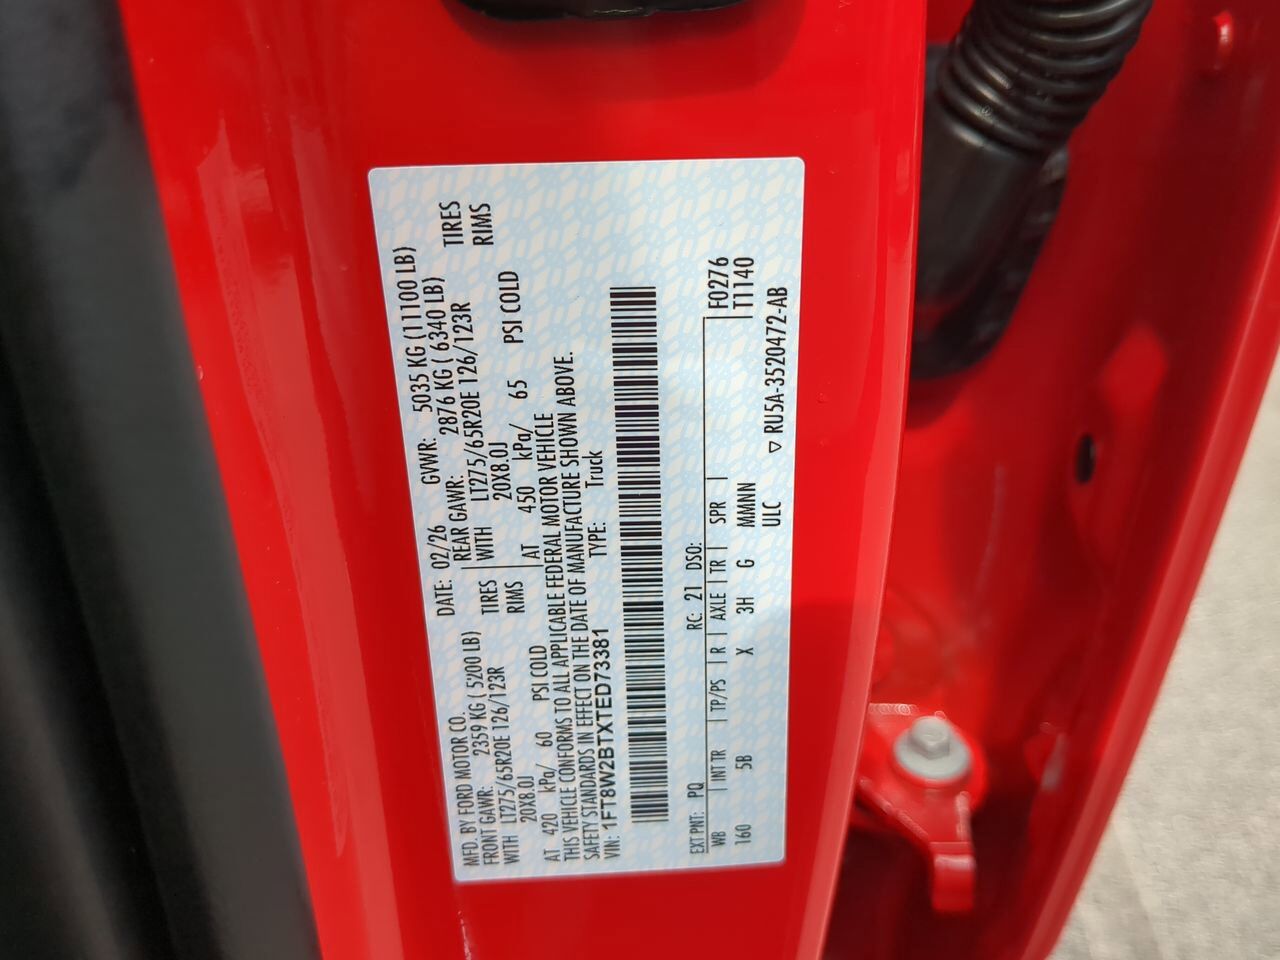 MFD. BY FORD MOTOR CO. DATE: 02/26 GVWR: 5035 KG (11100 LB)
FRONT GAWR: 2359 KG ( 5200 LB) REAR GAWR: 2876 KG ( 6340 LB)
WITH LT275/65R20E 126/123R TIRES WITH LT275/65R20E 126/123R TIRES
20X8.0J RIMS 20X8.0J RIMS
AT 420 kPa/ 60 PSI COLD AT 450 kPa/ 65 PSI COLD
THIS VEHICLE CONFORMS TO ALL APPLICABLE FEDERAL MOTOR VEHICLE
SAFETY STANDARDS IN EFFECT ON THE DATE OF MANUFACTURE SHOWN ABOVE.
VIN: 1FT8W2BTXTED73381 TYPE: Truck
EXT PNT: PQ RC: 21 DSO: F0276
WB INT TR TP/PS R AXLE TR SPR T1140
160 5B X 3H G MMNNN
ULC ▽ RU5A-3520472-AB